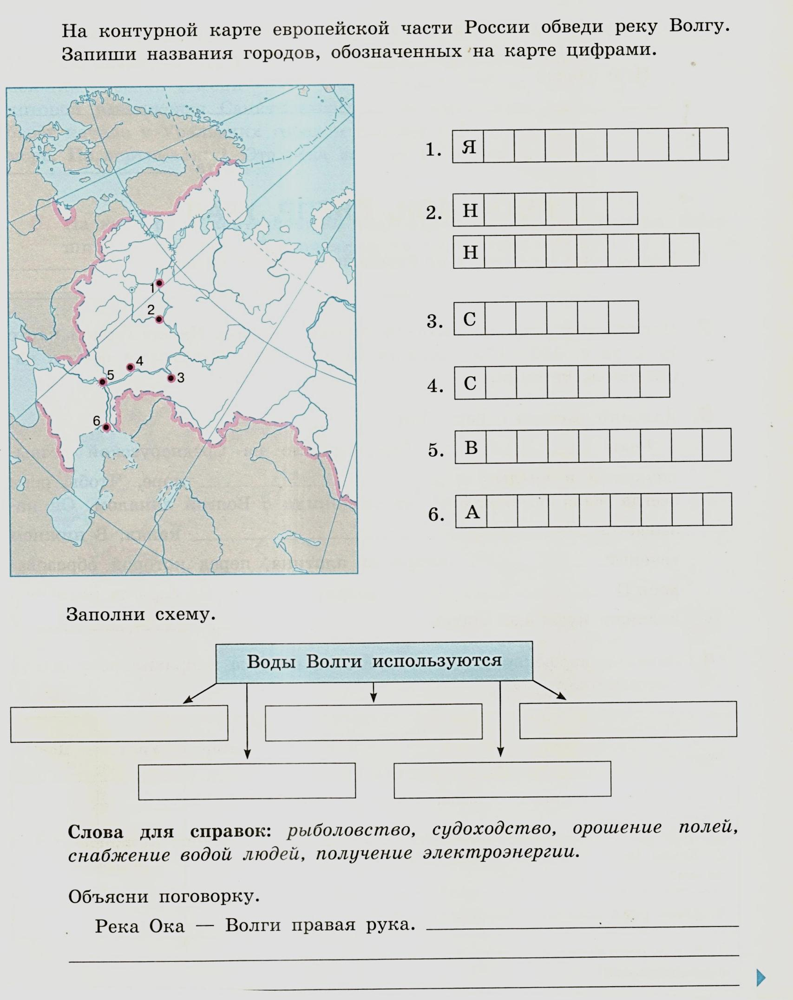 На контурной карте европейской части России обведи реку Волгу.
Запиши названия городов, обозначенных на карте цифрами.
1
2
4
5
3
6
1. Я
2. Н
Н
3. С
4. С
5. В
6. А
Заполни схему.
Воды Волги используются
Слова для справок: рыболовство, судоходство, орошение полей,
снабжение водой людей, получение электроэнергии.
Объясни поговорку.
Река Ока — Волги правая рука.